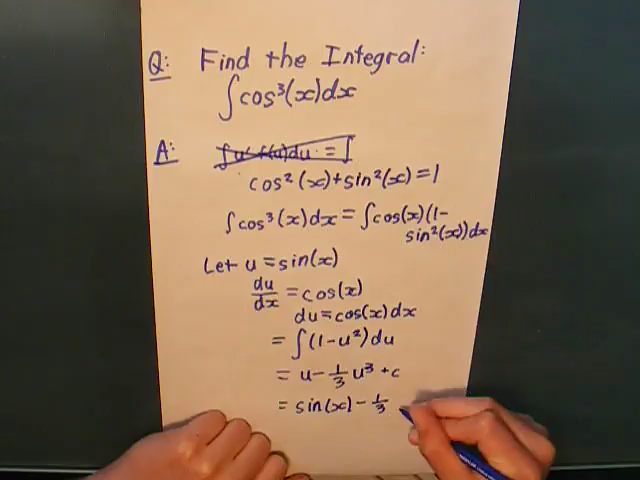 Q: Find the Integral:
∫cos³(x)dx
A:
cos²(x)+sin²(x)=1
∫cos³(x)dx = ∫cos(x)(1-
sin²(x))dx
Let u = sin(x)
du/dx = cos(x)
du = cos(x)dx
= ∫(1-u²)du
= u - 1/3 u³ + c
= sin(x) - 1/3